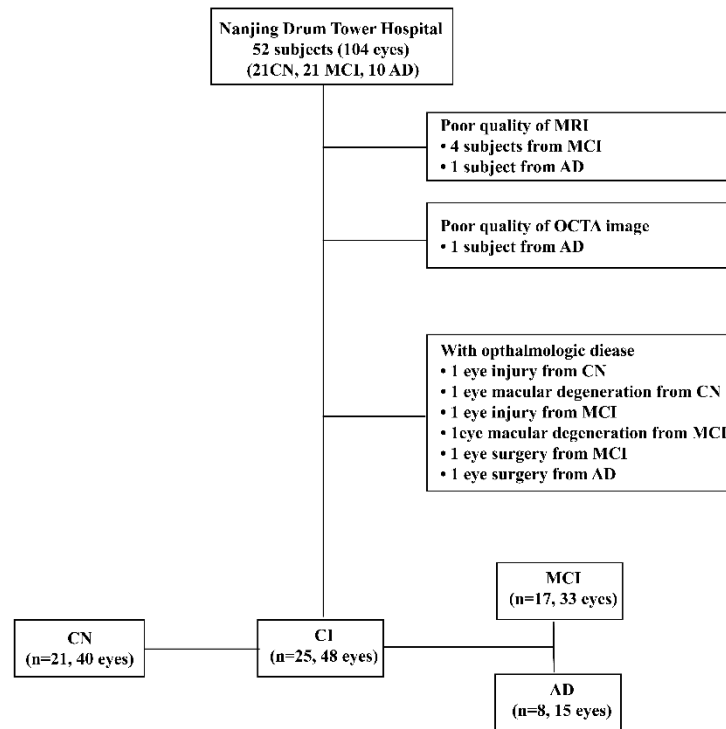 Nanjing Drum Tower Hospital
52 subjects (104 eyes)
(21CN, 21 MCI, 10 AD)
Poor quality of MRI
• 4 subjects from MCI
• 1 subject from AD
Poor quality of OCTA image
• 1 subject from AD
With opthalmologic diease
• 1 eye injury from CN
• 1 eye macular degeneration from CN
• 1 eye injury from MCI
• 1eye macular degeneration from MCI
• 1 eye surgery from MCI
• 1 eye surgery from AD
MCI
(n=17, 33 eyes)
CN
(n=21, 40 eyes)
CI
(n=25, 48 eyes)
AD
(n=8, 15 eyes)